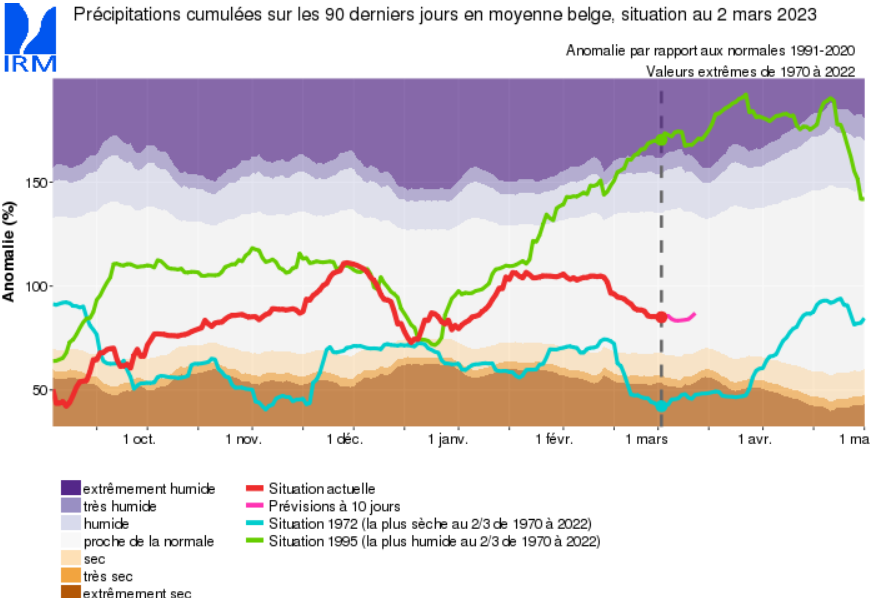 Précipitations cumulées sur les 90 derniers jours en moyenne belge, situation au 2 mars 2023
IRM
Anomalie par rapport aux normales 1991-2020
Valeurs extrêmes de 1970 à 2022
Anomalie (%)
150
100
50
1 oct.
1 nov.
1 déc.
1 janv.
1 févr.
1 mars
1 avr.
1 ma
extrêmement humide
très humide
humide
proche de la normale
sec
très sec
extrêmement sec
Situation actuelle
Prévisions à 10 jours
Situation 1972 (la plus sèche au 2/3 de 1970 à 2022)
Situation 1995 (la plus humide au 2/3 de 1970 à 2022)